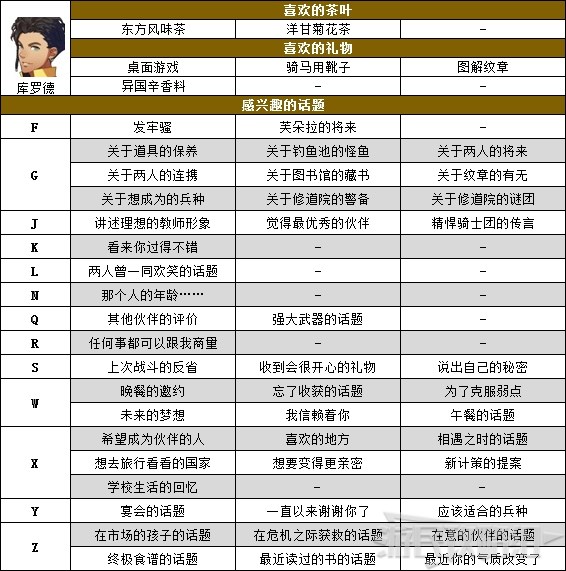 喜欢的茶叶
东方风味茶 洋甘菊花茶 –
喜欢的礼物
桌面游戏 骑马用靴子 图解纹章
库罗德 异国辛香料 – –
感兴趣的话题
F 发牢骚 芙朵拉的将来 –
关于道具的保养 关于钓鱼池的怪鱼 关于两人的将来
G 关于两人的连携 关于图书馆的藏书 关于纹章的有无
关于想成为的兵种 关于修道院的警备 关于修道院的谜团
J 讲述理想的教师形象 觉得最优秀的伙伴 精悍骑士团的传言
K 看来你过得不错 – –
L 两人曾一同欢笑的话题 – –
N 那个人的年龄…… – –
Q 其他伙伴的评价 强大武器的话题 –
R 任何事都可以跟我商量 – –
S 上次战斗的反省 收到会很开心的礼物 说出自己的秘密
W 晚餐的邀约 忘了收获的话题 为了克服弱点
未来的梦想 我信赖着你 午餐的话题
希望成为伙伴的人 喜欢的地方 相遇之时的话题
X 想去旅行看看的国家 想要变得更亲密 新计策的提案
学校生活的回忆 – –
Y 宴会的话题 一直以来谢谢你了 应该适合的兵种
Z 在市场的孩子的话题 在危机之际获救的话题 在意的伙伴的话题
终极食谱的话题 最近读过的书的话题 最近你的气质改变了